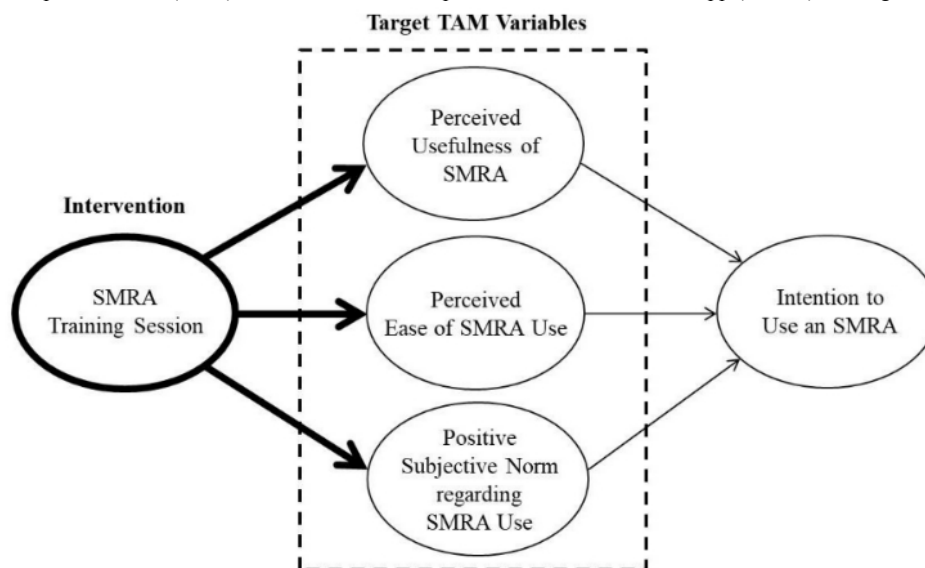 Target TAM Variables
Perceived
Usefulness of
SMRA
Intervention
SMRA
Training Session
Perceived
Ease of SMRA Use
Intention to
Use an SMRA
Positive
Subjective Norm
regarding
SMRA Use